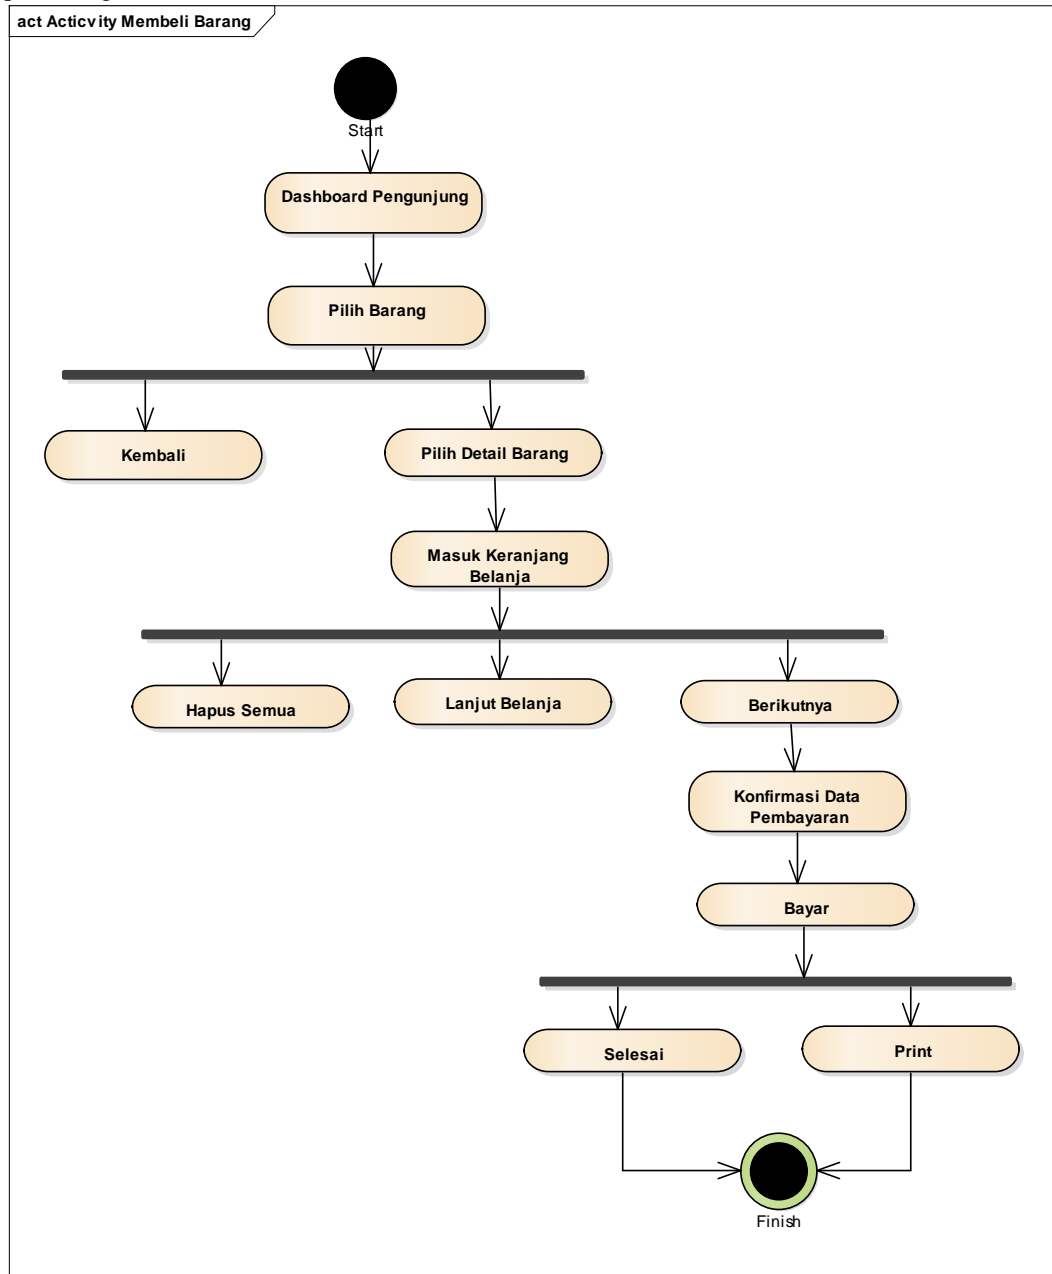 act Acticvity Membeli Barang
Start
Dashboard Pengunjung
Pilih Barang
Kembali
Pilih Detail Barang
Masuk Keranjang
Belanja
Hapus Semua
Lanjut Belanja
Berikutnya
Konfirmasi Data
Pembayaran
Bayar
Selesai
Print
Finish